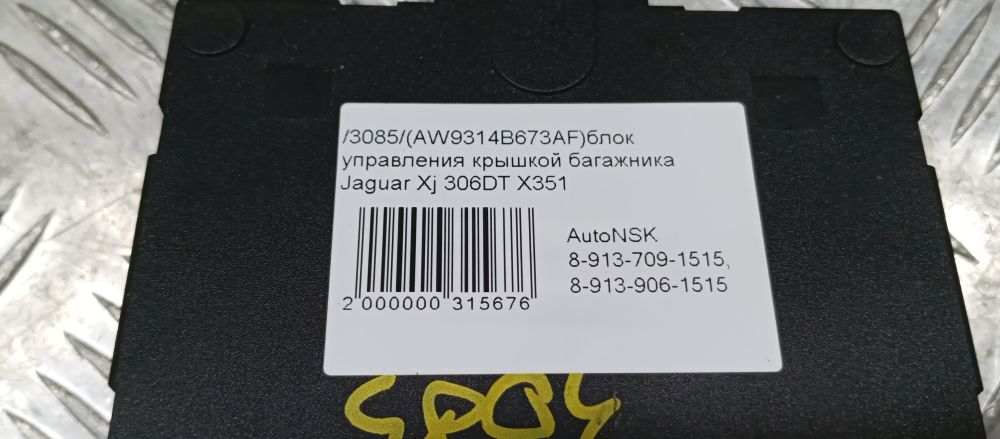 /3085/(AW9314B673AF)блок
управления крышкой багажника
Jaguar Xj 306DT X351
AutoNSK
8-913-709-1515,
8-913-906-1515
2 000000 315676